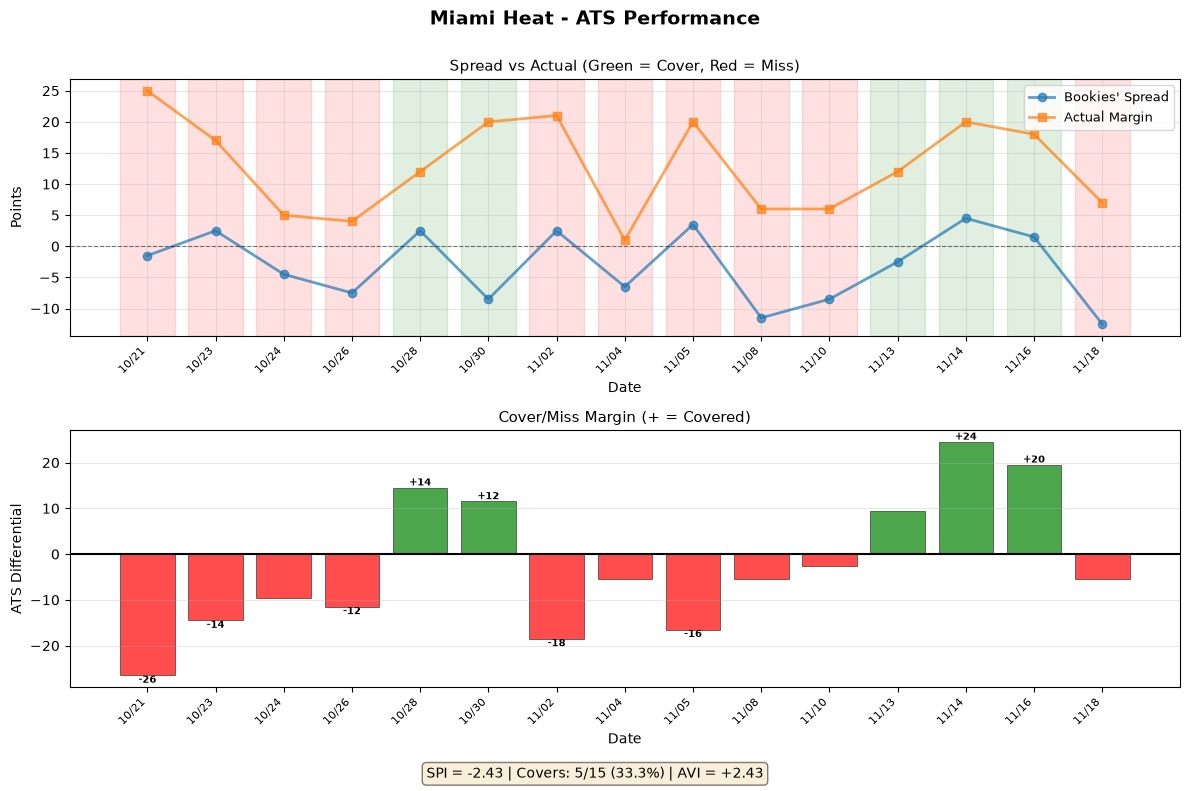 Miami Heat - ATS Performance
Spread vs Actual (Green = Cover, Red = Miss)
Bookies' Spread
Actual Margin
Points
25
20
15
10
5
0
−5
−10
10/21 10/23 10/24 10/26 10/28 10/30 11/02 11/04 11/05 11/08 11/10 11/13 11/14 11/16 11/18
Date
Cover/Miss Margin (+ = Covered)
ATS Differential
20
10
0
−10
−20
-26 -14 -12 +14 +12 -18 -16 +24 +20
10/21 10/23 10/24 10/26 10/28 10/30 11/02 11/04 11/05 11/08 11/10 11/13 11/14 11/16 11/18
Date
SPI = -2.43 | Covers: 5/15 (33.3%) | AVI = +2.43